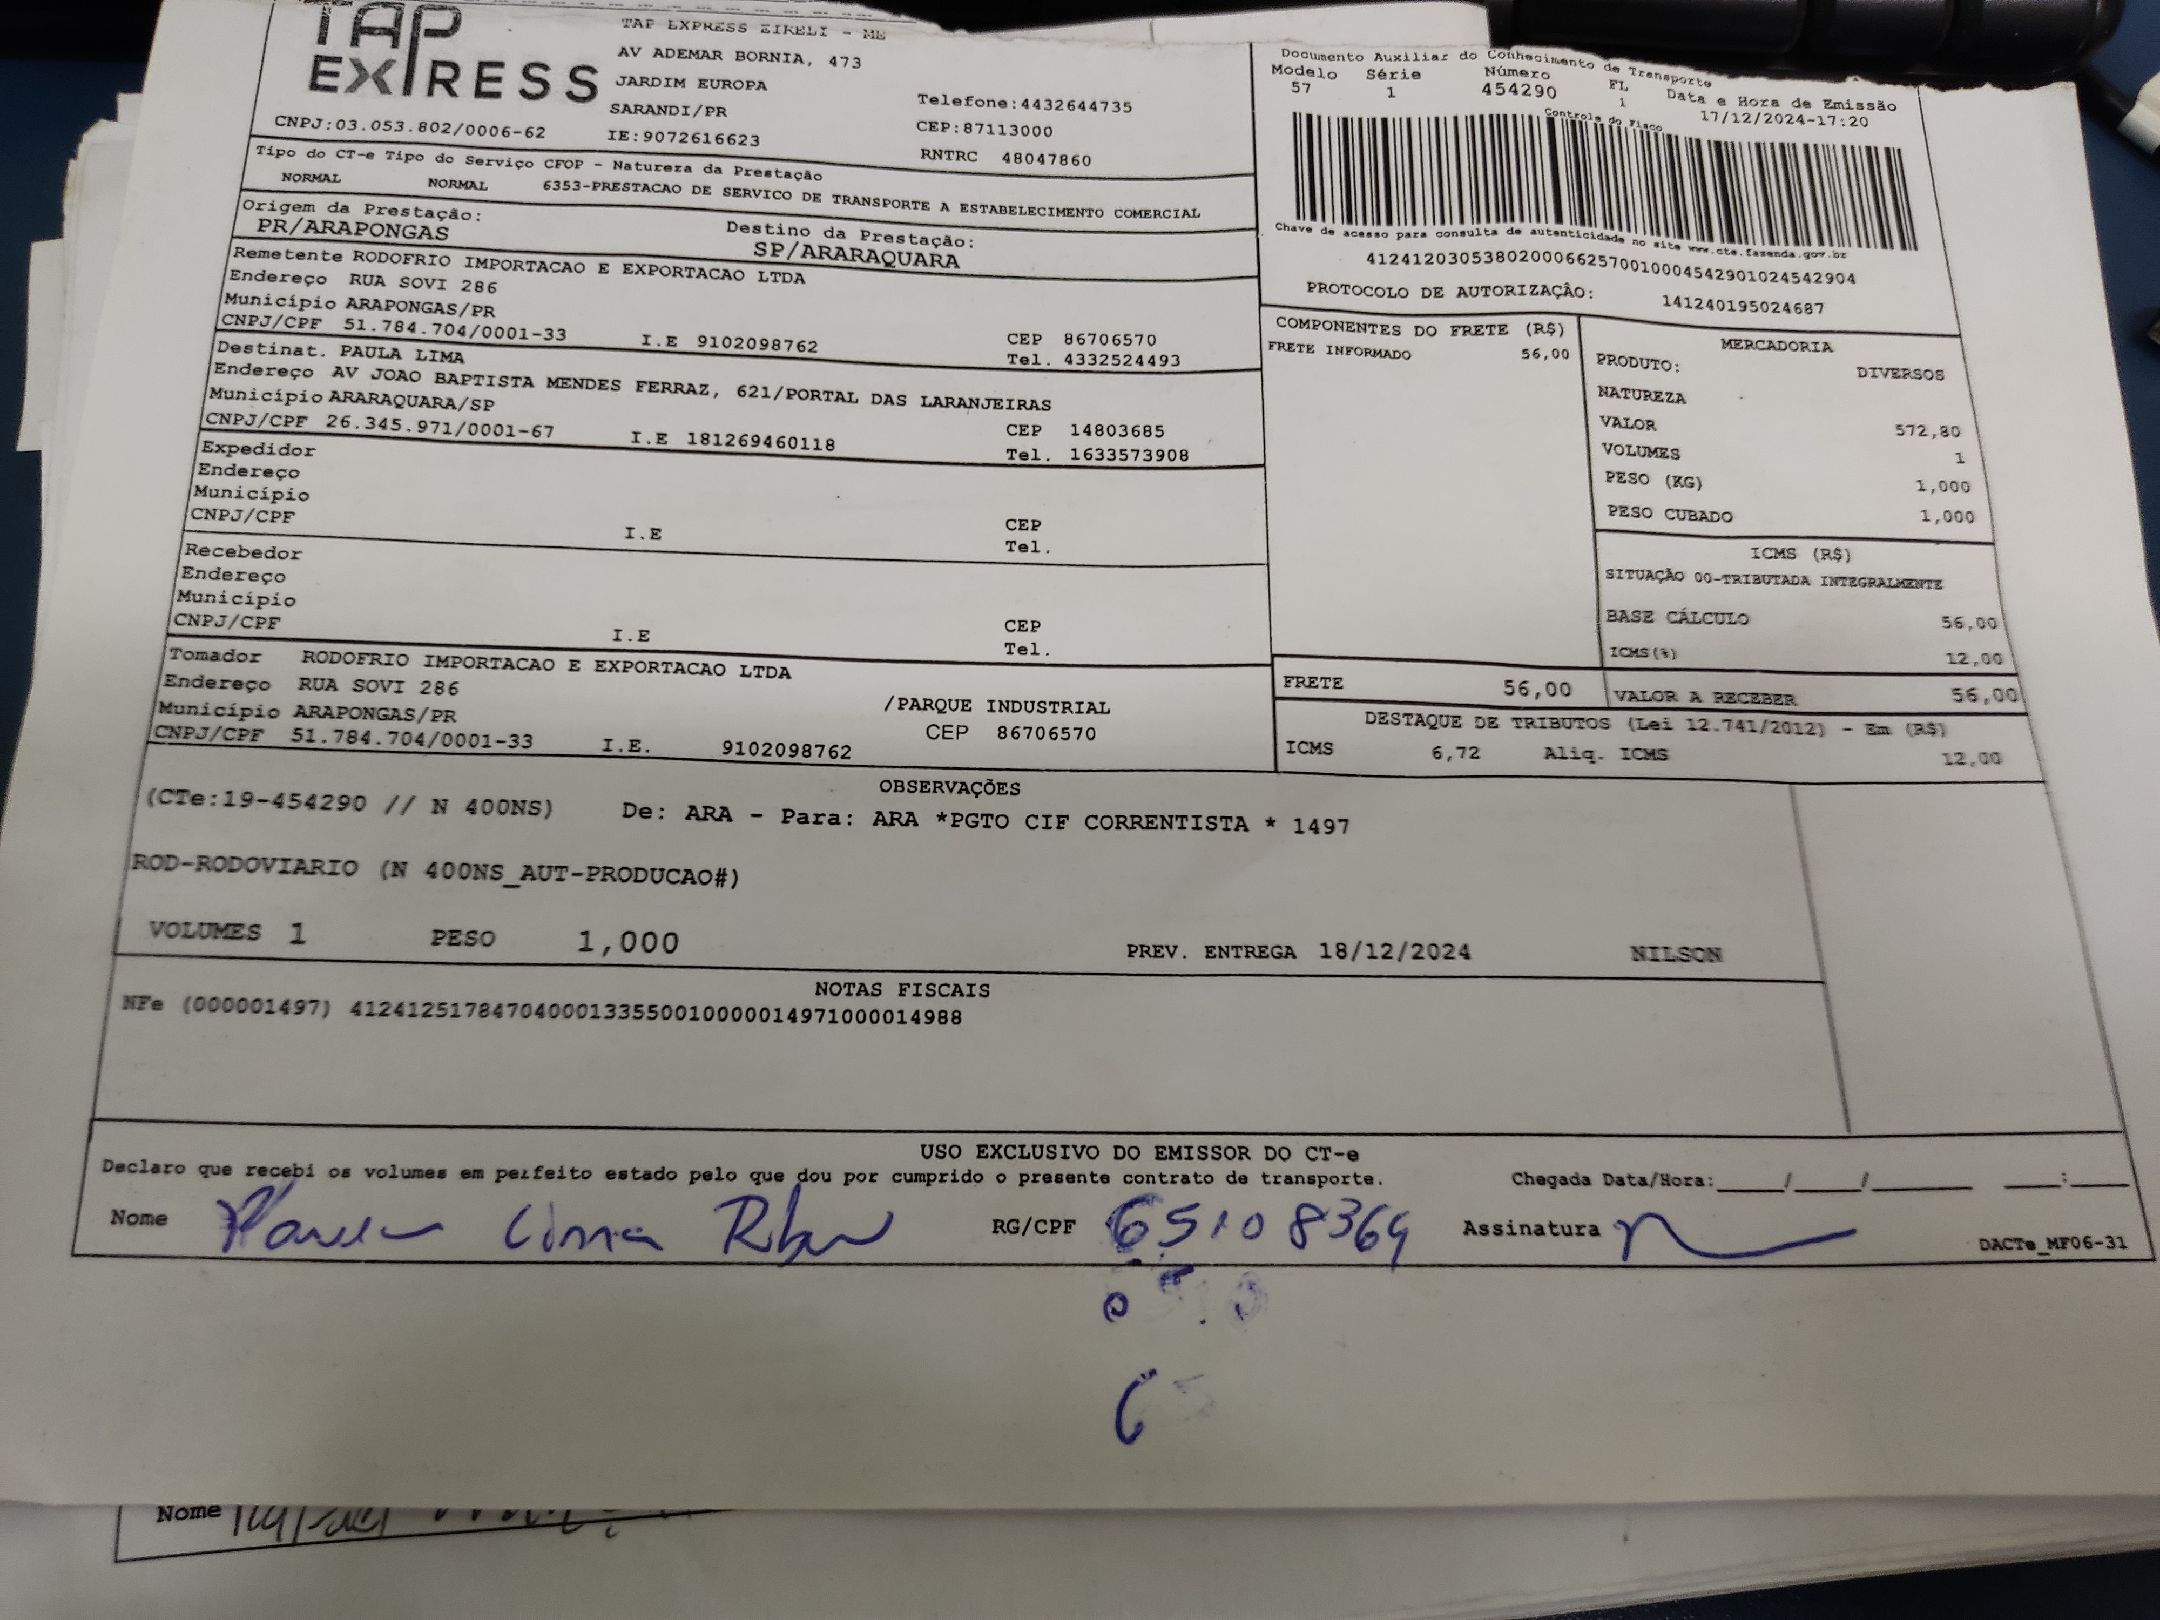 TAP
EXPRESS
TAP EXPRESS EIRELI - ME
AV ADEMAR BORNIA, 473
JARDIM EUROPA
SARANDI/PR
Telefone:4432644735
CEP:87113000
CNPJ:03.053.802/0006-62 IE:9072616623 RNTRC 48047860
Documento Auxiliar do Conhecimento de Transporte
Modelo Série Número FL Data e Hora de Emissão
57 1 454290 1 17/12/2024-17:20
Controle do Fisco
Chave de acesso para consulta de autenticidade no site www.cte.fazenda.gov.br
41241203053802000662570010004542901024542904
PROTOCOLO DE AUTORIZAÇÃO: 141240195024687
Tipo do CT-e Tipo do Serviço CFOP - Natureza da Prestação
NORMAL NORMAL 6353-PRESTACAO DE SERVICO DE TRANSPORTE A ESTABELECIMENTO COMERCIAL
Origem da Prestação: Destino da Prestação:
PR/ARAPONGAS SP/ARARAQUARA
Remetente RODOFRIO IMPORTACAO E EXPORTACAO LTDA
Endereço RUA SOVI 286
Município ARAPONGAS/PR CEP 86706570
CNPJ/CPF 51.784.704/0001-33 I.E 9102098762 Tel. 4332524493
Destinat. PAULA LIMA
Endereço AV JOAO BAPTISTA MENDES FERRAZ, 621/PORTAL DAS LARANJEIRAS
Município ARARAQUARA/SP CEP 14803685
CNPJ/CPF 26.345.971/0001-67 I.E 181269460118 Tel. 1633573908
Expedidor
Endereço
Município CEP
CNPJ/CPF I.E Tel.
Recebedor
Endereço
Município CEP
CNPJ/CPF I.E Tel.
Tomador RODOFRIO IMPORTACAO E EXPORTACAO LTDA
Endereço RUA SOVI 286 /PARQUE INDUSTRIAL
Município ARAPONGAS/PR CEP 86706570
CNPJ/CPF 51.784.704/0001-33 I.E. 9102098762
COMPONENTES DO FRETE (R$)
FRETE INFORMADO 56,00
MERCADORIA
PRODUTO: DIVERSOS
NATUREZA
VALOR 572,80
VOLUMES 1
PESO (KG) 1,000
PESO CUBADO 1,000
ICMS (R$)
SITUAÇÃO 00-TRIBUTADA INTEGRALMENTE
BASE CÁLCULO 56,00
ICMS(%) 12,00
FRETE 56,00 VALOR A RECEBER 56,00
DESTAQUE DE TRIBUTOS (Lei 12.741/2012) - Em (R$)
ICMS 6,72 Aliq. ICMS 12,00
OBSERVAÇÕES
(CTe:19-454290 // N 400NS) De: ARA - Para: ARA *PGTO CIF CORRENTISTA * 1497
ROD-RODOVIARIO (N 400NS_AUT-PRODUCAO#)
VOLUMES 1 PESO 1,000 PREV. ENTREGA 18/12/2024 NILSON
NOTAS FISCAIS
NFe (000001497) 41241251784704000133550010000014971000014988
USO EXCLUSIVO DO EMISSOR DO CT-e
Declaro que recebi os volumes em perfeito estado pelo que dou por cumprido o presente contrato de transporte. Chegada Data/Hora:____/____/______ ____:____
Nome Lima RG/CPF 65108369 Assinatura
DACTe_MF06-31
Nome